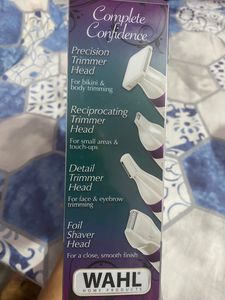 Complete
Confidence
Precision
Trimmer
Head
For bikini &
body trimming
Reciprocating
Trimmer
Head
For small areas &
touch-ups
Detail
Trimmer
Head
For face & eyebrow
trimming
Foil
Shaver
Head
For a close, smooth finish
WAHL
HOME PRODUCTS